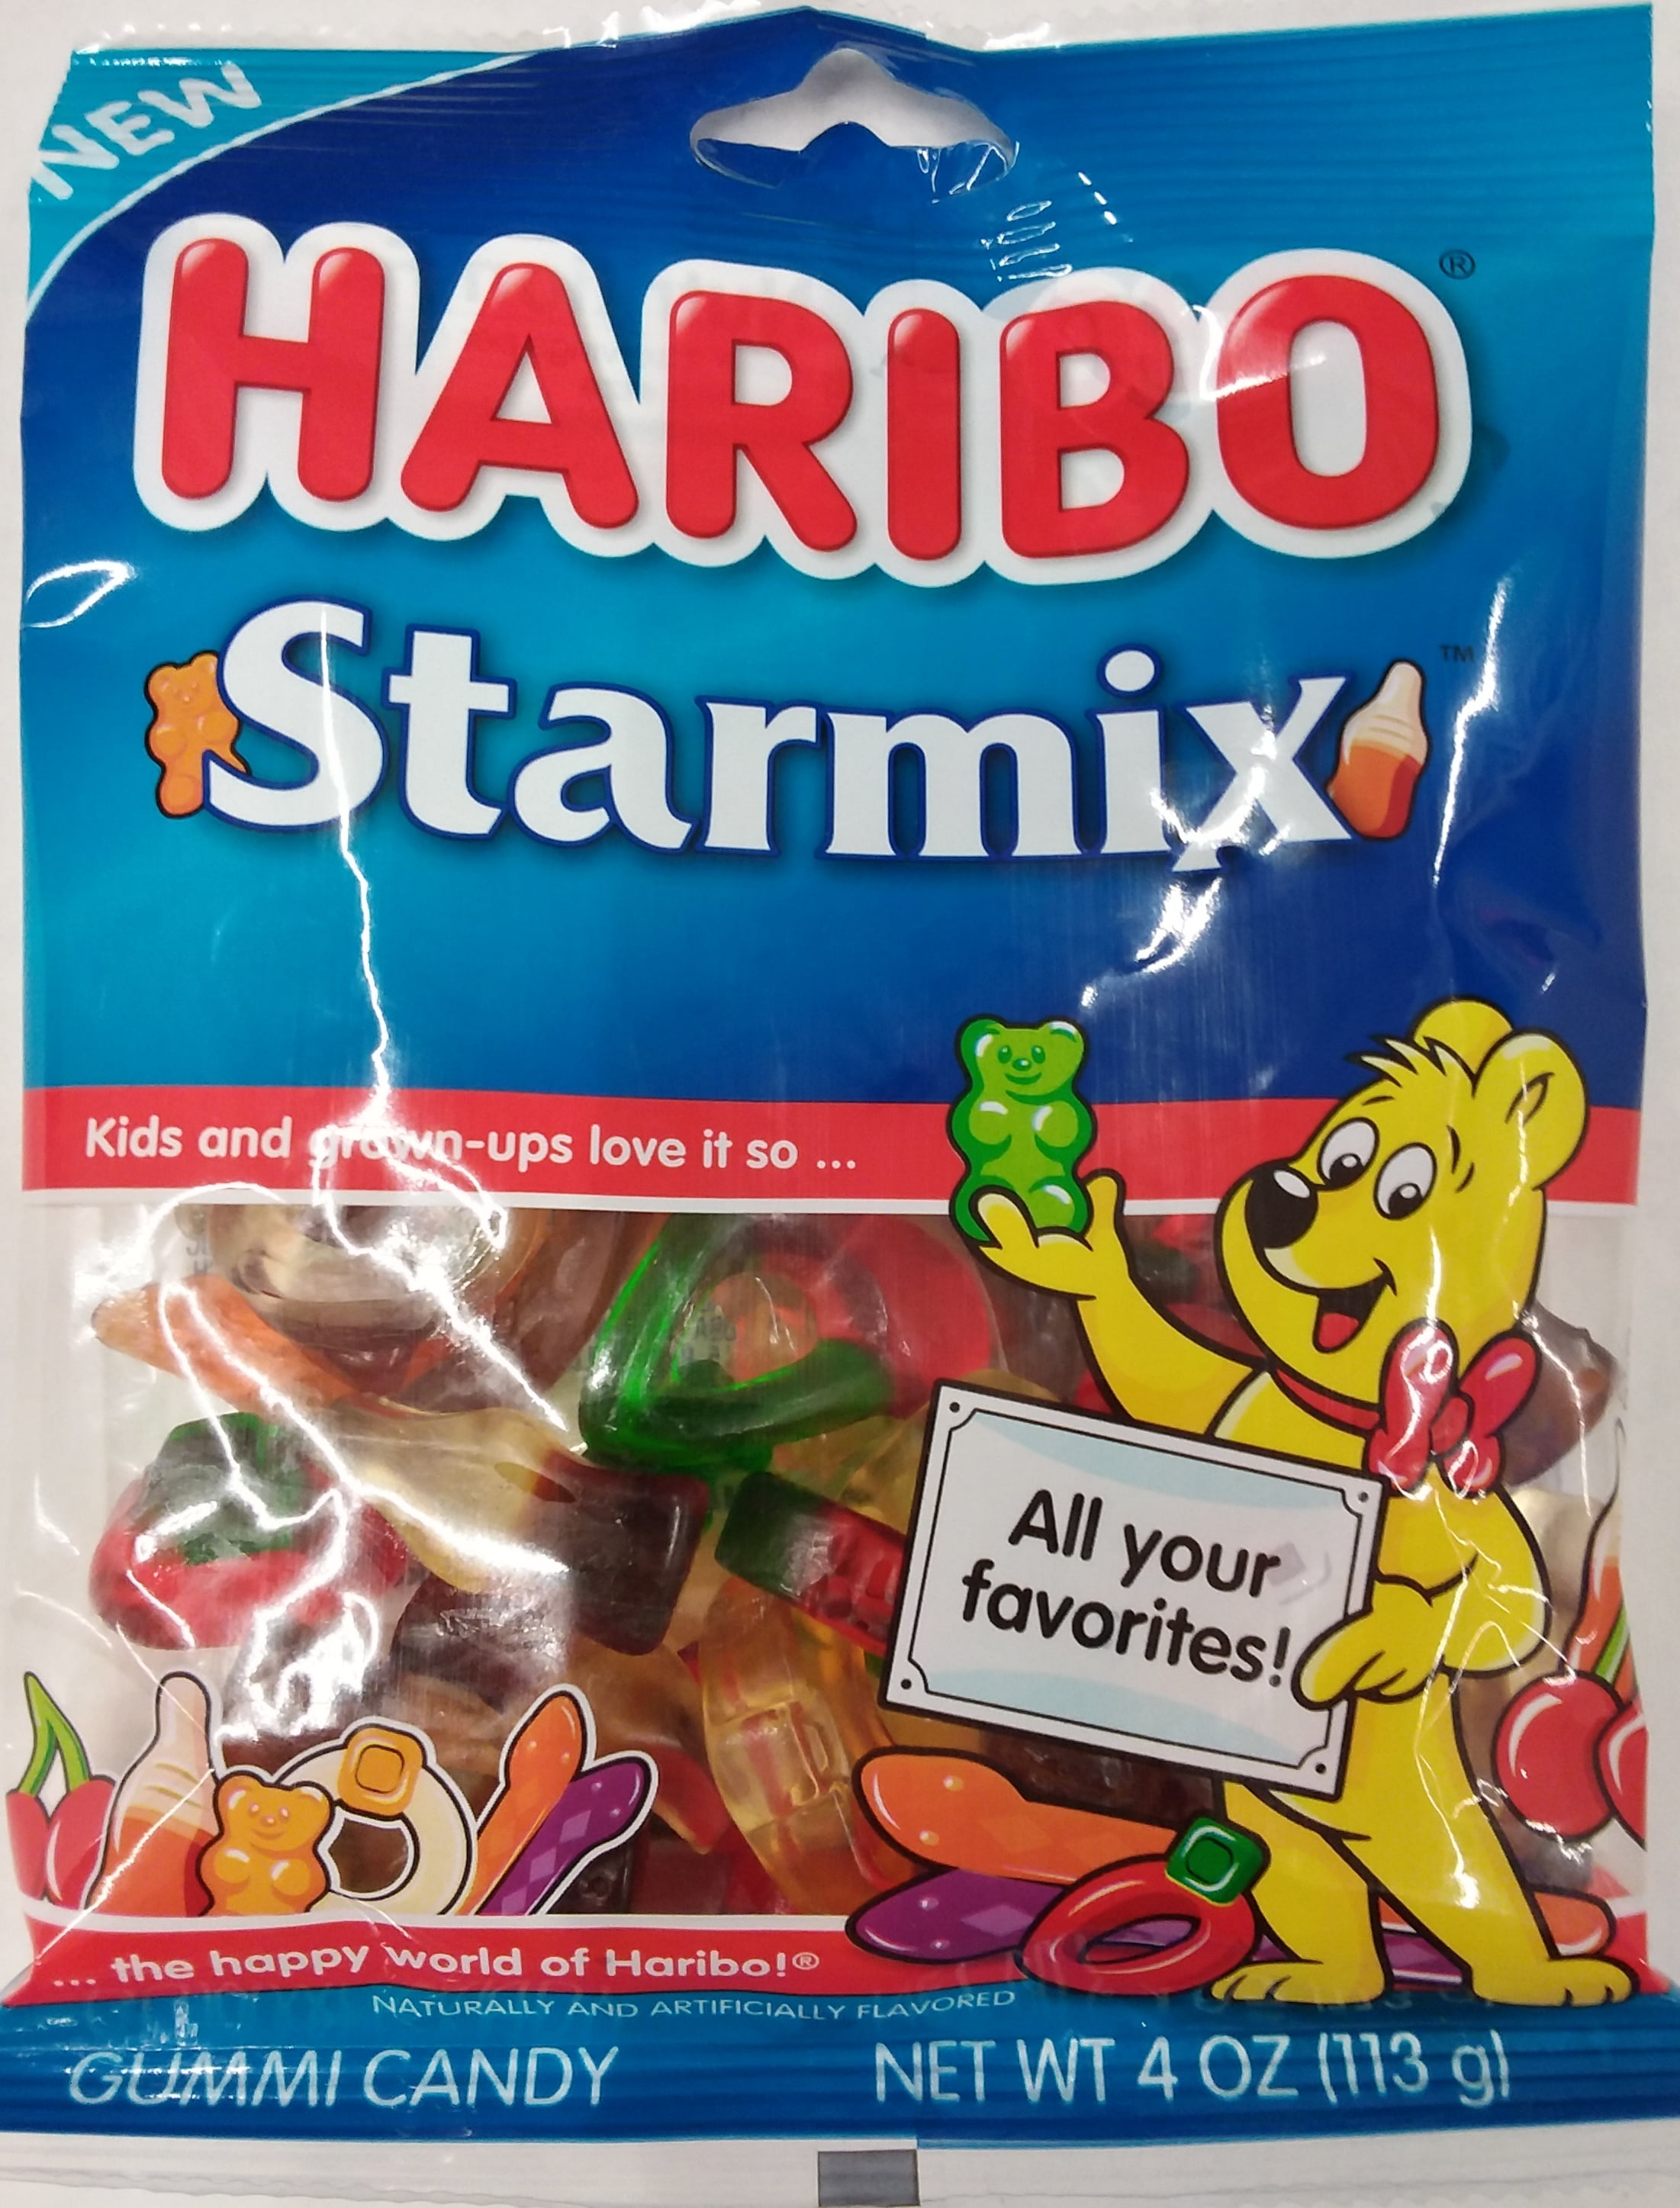 NEW
HARIBO®
Starmix™
Kids and grown-ups love it so ...
All your
favorites!
... the happy world of Haribo!®
NATURALLY AND ARTIFICIALLY FLAVORED
GUMMI CANDY NET WT 4 OZ (113 g)